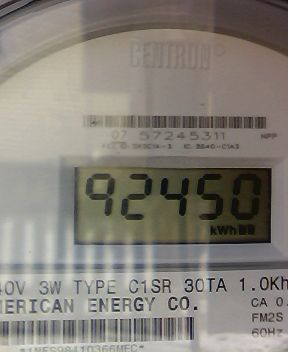 CENTRON
07 57245311 NPP
92450
kWh
40V 3W TYPE C1SR 30TA 1.0Kh
MERICAN ENERGY CO.
CA 0.
FM2S
60Hz